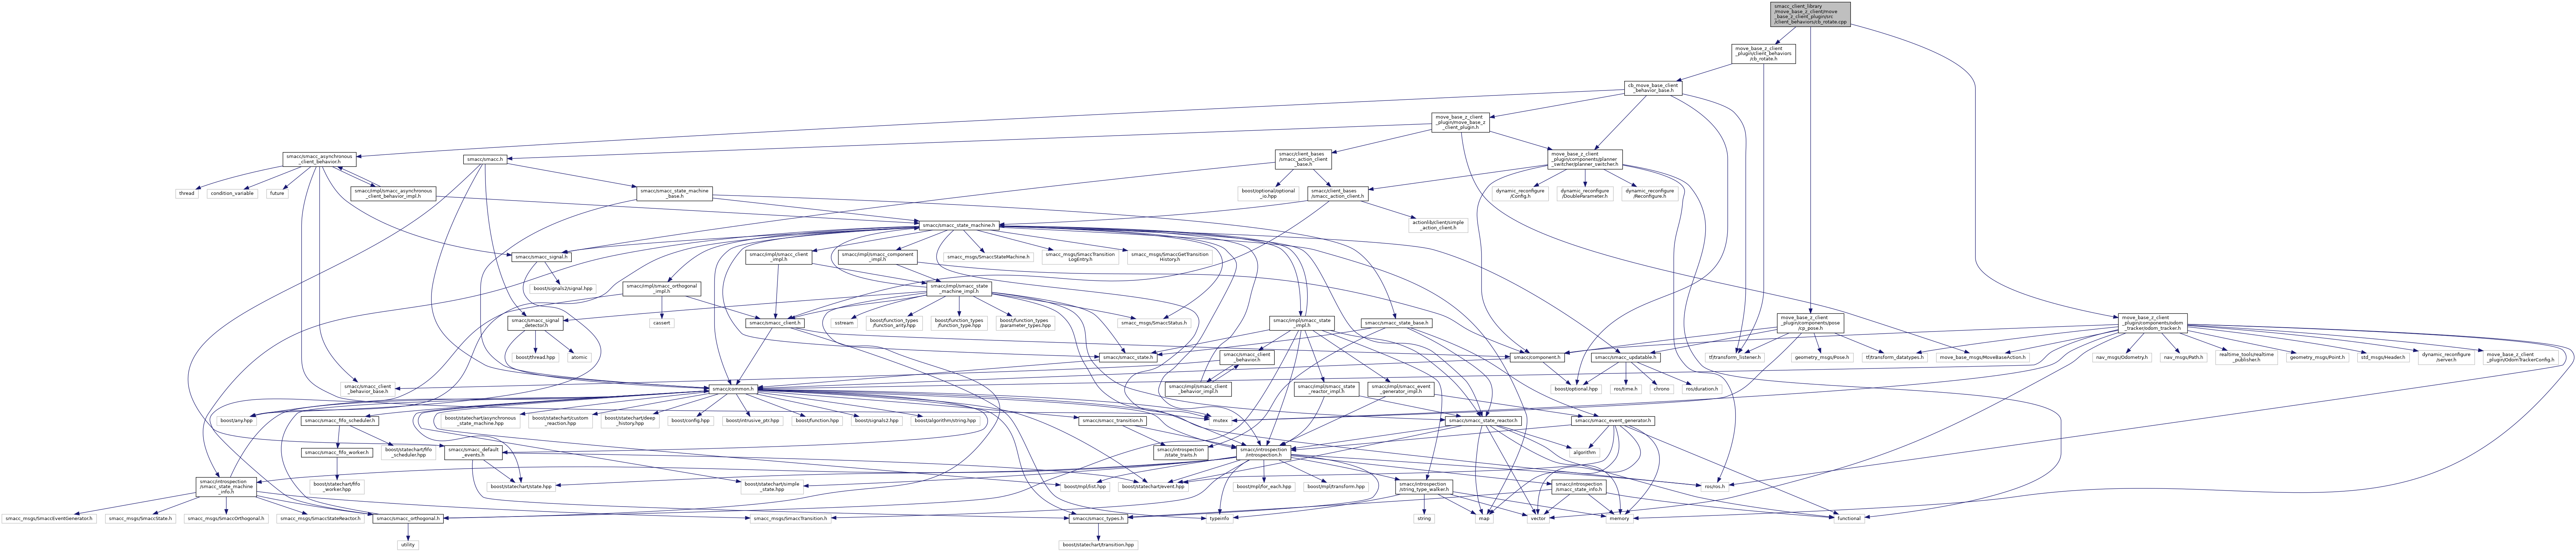 smacc_client_library
/move_base_z_client/move
_base_z_client_plugin/src
/client_behaviors/cb_rotate.cpp
move_base_z_client
_plugin/client_behaviors
/cb_rotate.h
cb_move_base_client
_behavior_base.h
move_base_z_client
_plugin/move_base_z
_client_plugin.h
smacc/smacc_asynchronous
_client_behavior.h
smacc/smacc.h
smacc/client_bases
/smacc_action_client
_base.h
move_base_z_client
_plugin/components/planner
_switcher/planner_switcher.h
thread
condition_variable
future
smacc/impl/smacc_asynchronous
_client_behavior_impl.h
smacc/smacc_state_machine
_base.h
boost/optional/optional
_io.hpp
smacc/client_bases
/smacc_action_client.h
dynamic_reconfigure
/Config.h
dynamic_reconfigure
/DoubleParameter.h
dynamic_reconfigure
/Reconfigure.h
smacc/smacc_state_machine.h
actionlib/client/simple
_action_client.h
smacc/smacc_signal.h
smacc/impl/smacc_client
_impl.h
smacc/impl/smacc_component
_impl.h
smacc_msgs/SmaccStateMachine.h
smacc_msgs/SmaccTransition
LogEntry.h
smacc_msgs/SmaccGetTransition
History.h
boost/signals2/signal.hpp
smacc/impl/smacc_orthogonal
_impl.h
smacc/impl/smacc_state
_machine_impl.h
smacc/smacc_signal
_detector.h
cassert
smacc/smacc_client.h
sstream
boost/function_types
/function_arity.hpp
boost/function_types
/function_type.hpp
boost/function_types
/parameter_types.hpp
smacc_msgs/SmaccStatus.h
smacc/impl/smacc_state
_impl.h
smacc/smacc_state_base.h
move_base_z_client
_plugin/components/pose
/cp_pose.h
move_base_z_client
_plugin/components/odom
_tracker/odom_tracker.h
boost/thread.hpp
atomic
smacc/smacc_state.h
smacc/smacc_client
_behavior.h
smacc/component.h
smacc/smacc_updatable.h
tf/transform_listener.h
geometry_msgs/Pose.h
tf/transform_datatypes.h
move_base_msgs/MoveBaseAction.h
nav_msgs/Odometry.h
nav_msgs/Path.h
realtime_tools/realtime
_publisher.h
geometry_msgs/Point.h
std_msgs/Header.h
dynamic_reconfigure
/server.h
move_base_z_client
_plugin/OdomTrackerConfig.h
smacc/smacc_client
_behavior_base.h
smacc/common.h
smacc/impl/smacc_client
_behavior_impl.h
smacc/impl/smacc_state
_reactor_impl.h
smacc/impl/smacc_event
_generator_impl.h
boost/optional.hpp
ros/time.h
chrono
ros/duration.h
boost/any.hpp
smacc/smacc_fifo_scheduler.h
boost/statechart/asynchronous
_state_machine.hpp
boost/statechart/custom
_reaction.hpp
boost/statechart/deep
_history.hpp
boost/config.hpp
boost/intrusive_ptr.hpp
boost/function.hpp
boost/signals2.hpp
boost/algorithm/string.hpp
smacc/smacc_transition.h
mutex
smacc/smacc_state_reactor.h
smacc/smacc_event_generator.h
smacc/smacc_fifo_worker.h
boost/statechart/fifo
_scheduler.hpp
smacc/smacc_default
_events.h
smacc/introspection
/state_traits.h
smacc/introspection
/introspection.h
algorithm
smacc/introspection
/smacc_state_machine
_info.h
boost/statechart/fifo
_worker.hpp
boost/statechart/state.hpp
boost/statechart/simple
_state.hpp
boost/mpl/list.hpp
boost/statechart/event.hpp
boost/mpl/for_each.hpp
boost/mpl/transform.hpp
smacc/introspection
/string_type_walker.h
smacc/introspection
/smacc_state_info.h
ros/ros.h
smacc_msgs/SmaccEventGenerator.h
smacc_msgs/SmaccState.h
smacc_msgs/SmaccOrthogonal.h
smacc_msgs/SmaccStateReactor.h
smacc/smacc_orthogonal.h
smacc_msgs/SmaccTransition.h
smacc/smacc_types.h
typeinfo
string
map
vector
memory
functional
utility
boost/statechart/transition.hpp